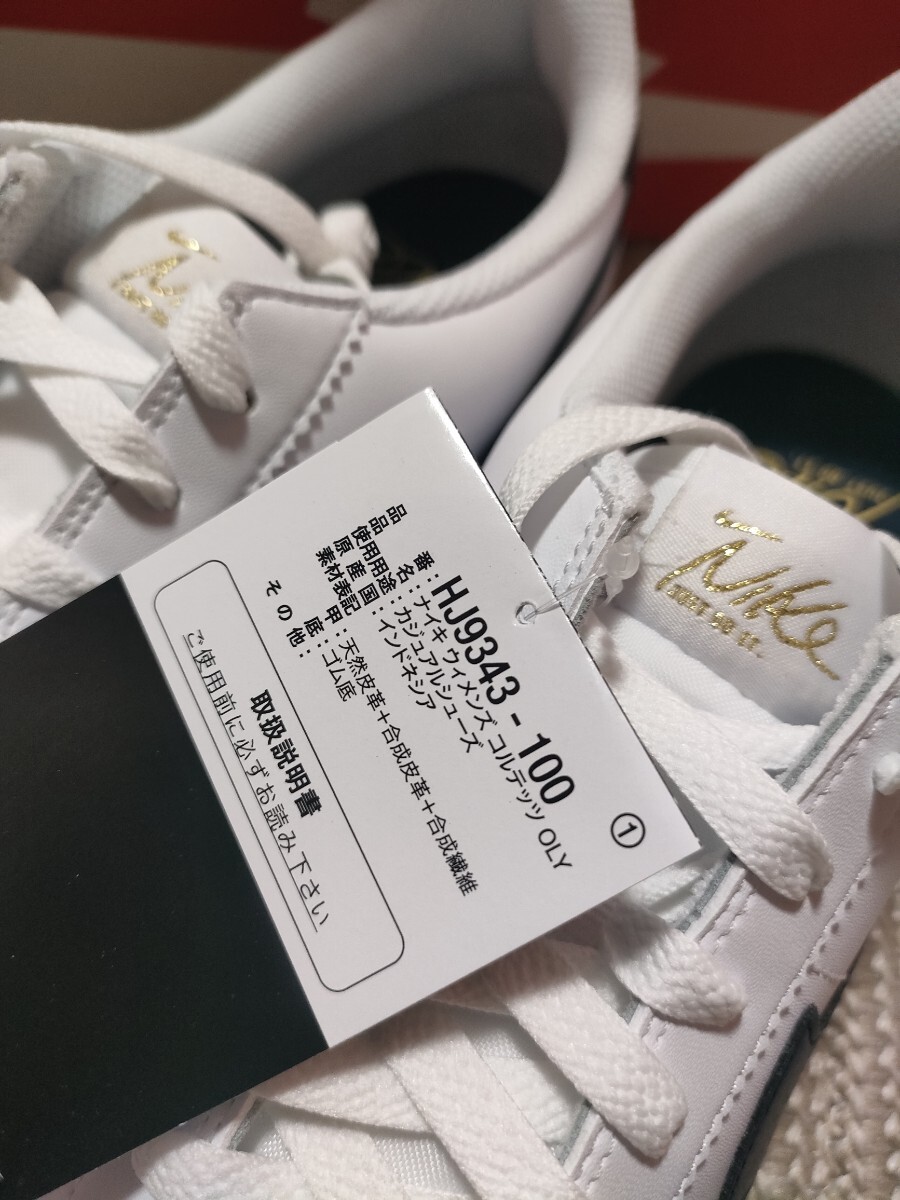 品 番：HJ9343-100
品 名：ナイキ ウィメンズ コルテッツ OLY
使用用途：カジュアルシューズ
原 産 国：インドネシア
素材表記 甲：天然皮革＋合成皮革＋合成繊維
底：ゴム底
そ の 他：
①
取扱説明書
ご使用前に必ずお読み下さい
NIKE
JUST DO IT.